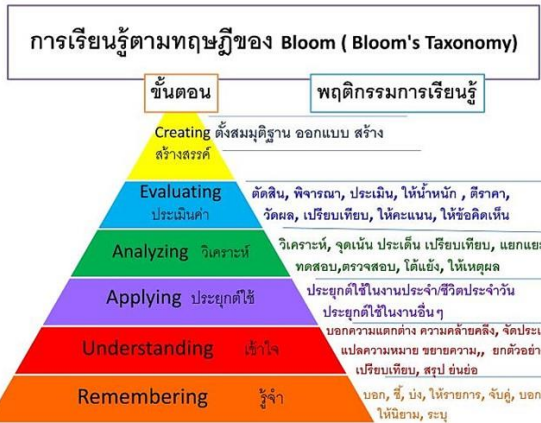 การเรียนรู้ตามทฤษฎีของ Bloom ( Bloom's Taxonomy)
ขั้นตอน
พฤติกรรมการเรียนรู้
Creating ตั้งสมมุติฐาน ออกแบบ สร้าง
สร้างสรรค์
Evaluating
ประเมินค่า
ตัดสิน, พิจารณา, ประเมิน, ให้น้ำหนัก , ตีราคา,
วัดผล, เปรียบเทียบ, ให้คะแนน, ให้ข้อคิดเห็น
Analyzing วิเคราะห์
วิเคราะห์, จุดเน้น ประเด็น เปรียบเทียบ, แยกแยะ
ทดสอบ,ตรวจสอบ, โต้แย้ง, ให้เหตุผล
Applying ประยุกต์ใช้
ประยุกต์ใช้ในงานประจำ/ชีวิตประจำวัน
ประยุกต์ใช้ในงานอื่นๆ
Understanding เข้าใจ
บอกความแตกต่าง ความคล้ายคลึง,
แปลความหมาย ขยายความ,, ยกตัวอย่า
เปรียบเทียบ, สรุป ย่นย่อ
Remembering รู้จำ
บอก, ชี้, บ่ง, ให้รายการ, จับคู่, บอก
ให้นิยาม, ระบุ